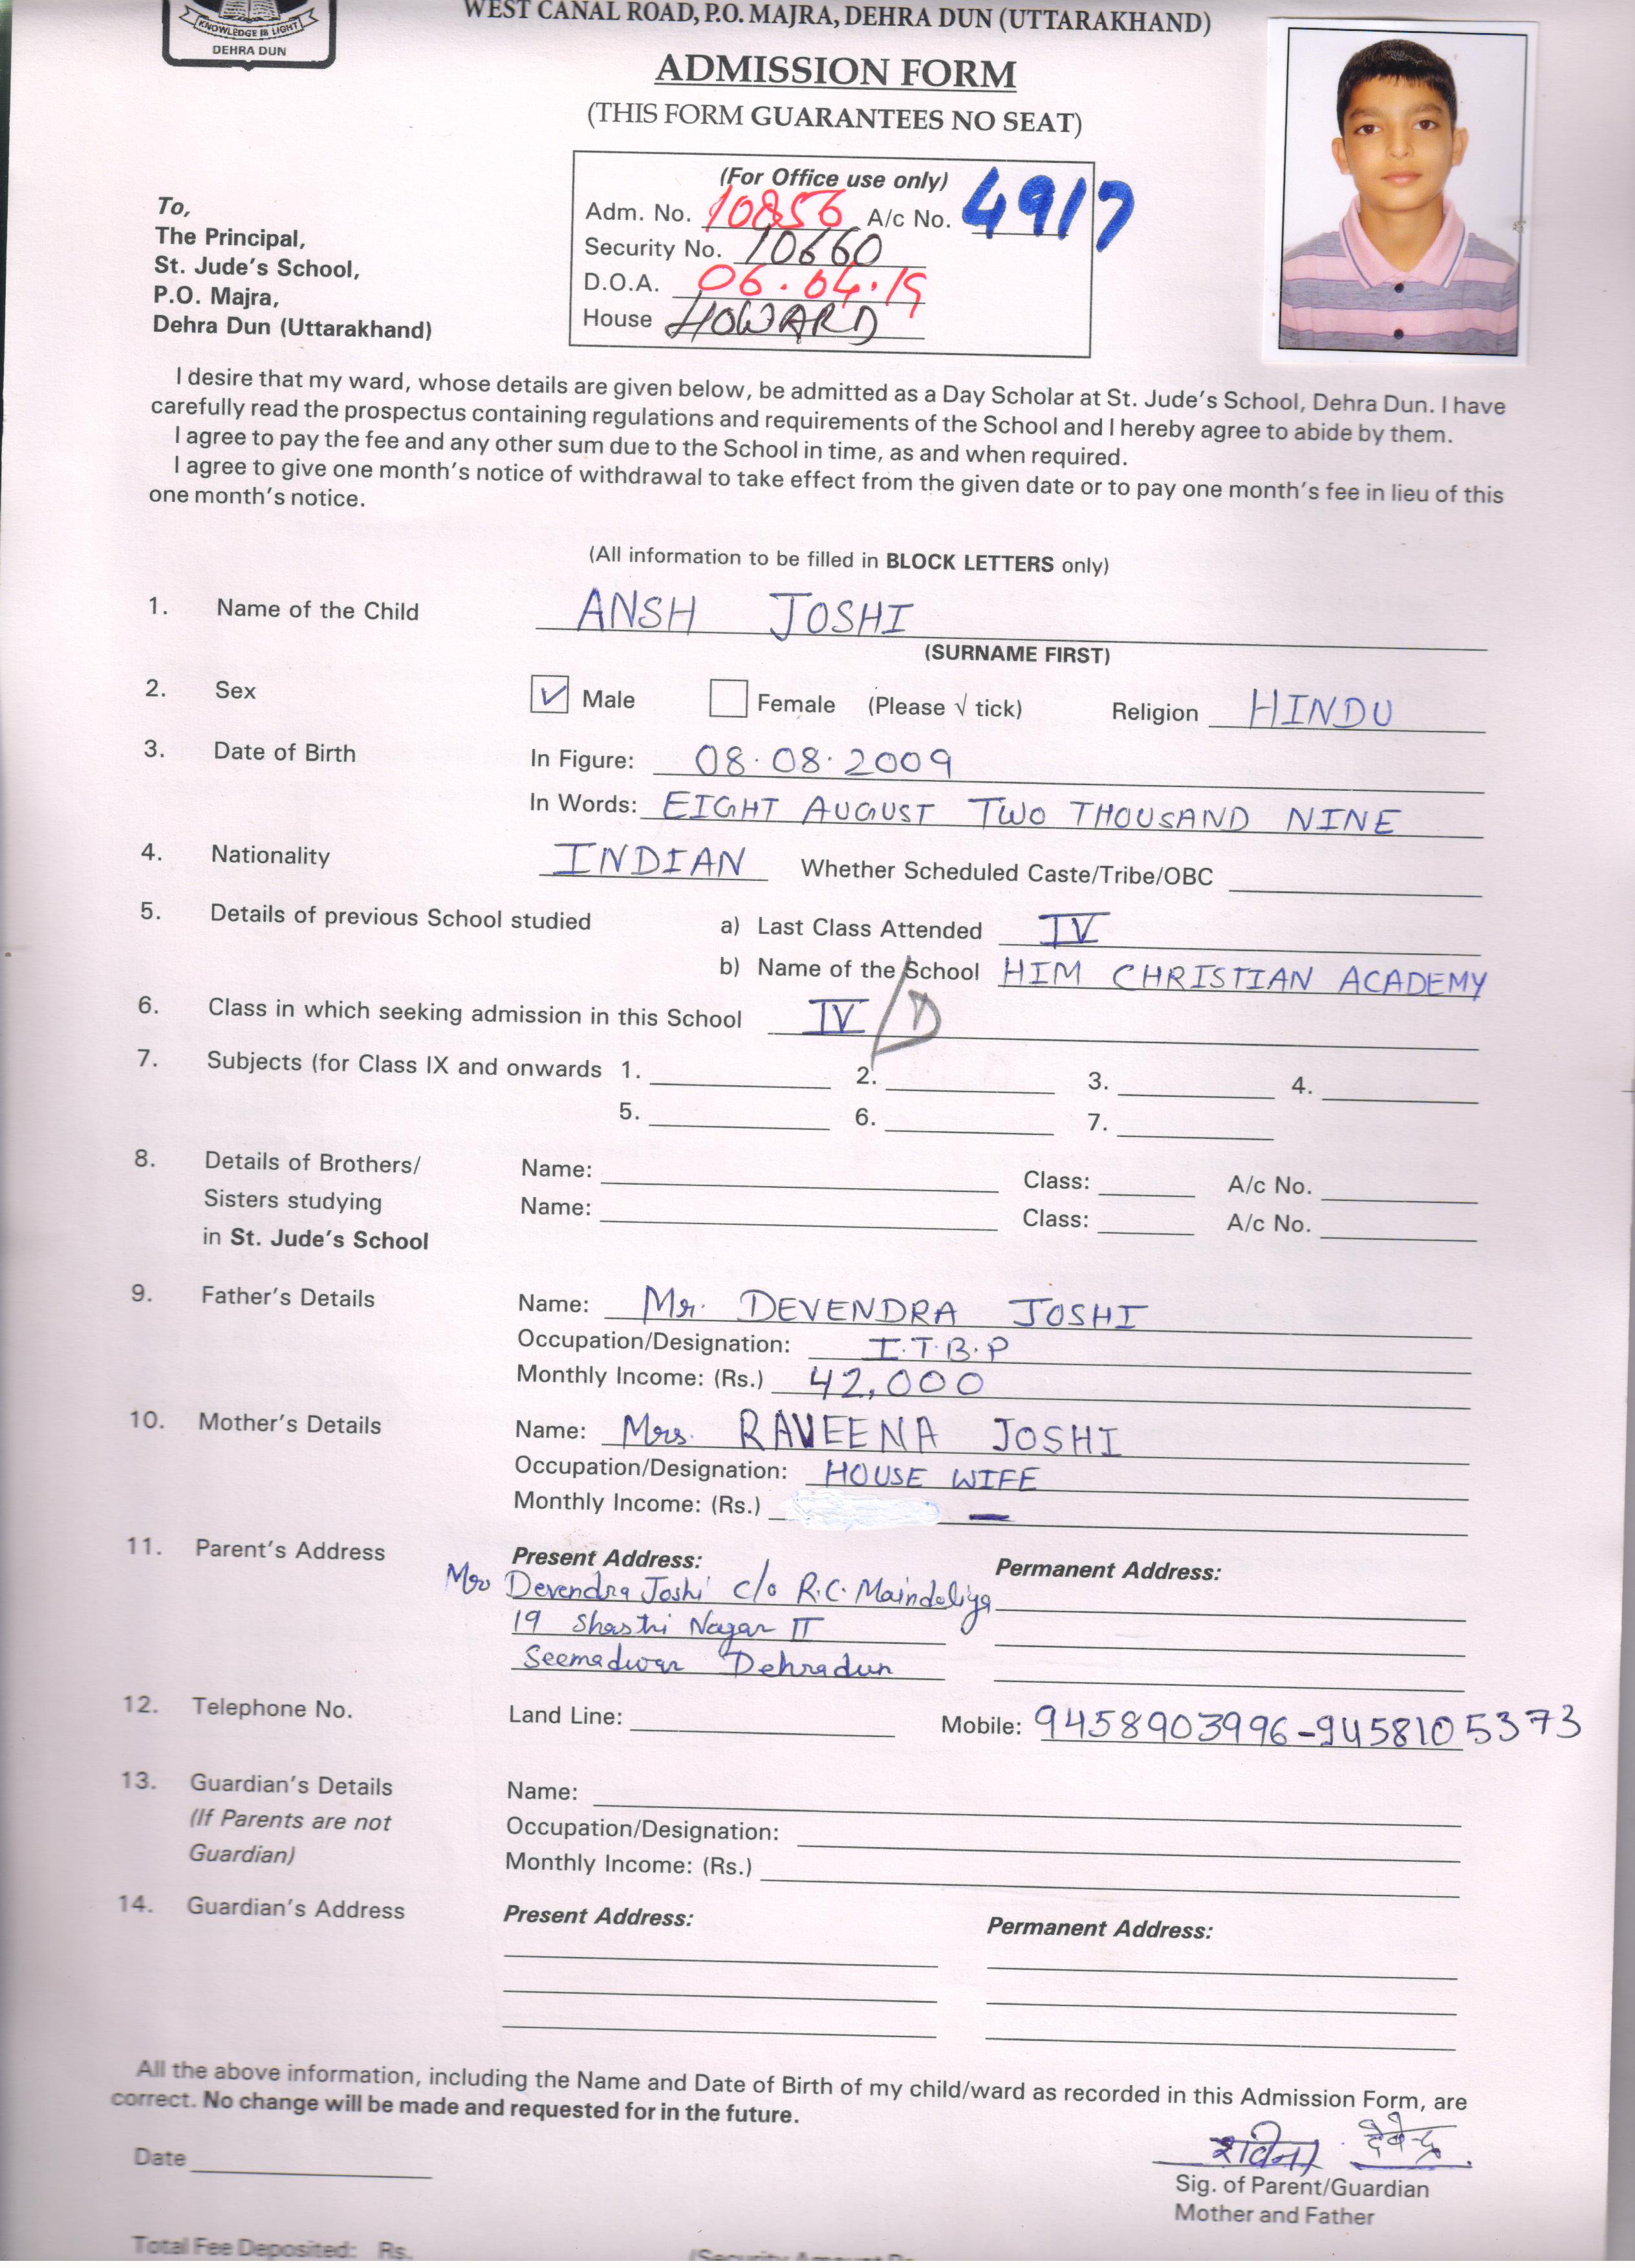 KNOWLEDGE IS LIGHT
DEHRA DUN
WEST CANAL ROAD, P.O. MAJRA, DEHRA DUN (UTTARAKHAND)
ADMISSION FORM
(THIS FORM GUARANTEES NO SEAT)
(For Office use only)
Adm. No. 10856 A/c No. 4917
Security No. 10660
D.O.A. 06.04.19
House HOWARD
To,
The Principal,
St. Jude's School,
P.O. Majra,
Dehra Dun (Uttarakhand)
I desire that my ward, whose details are given below, be admitted as a Day Scholar at St. Jude's School, Dehra Dun. I have
carefully read the prospectus containing regulations and requirements of the School and I hereby agree to abide by them.
I agree to pay the fee and any other sum due to the School in time, as and when required.
I agree to give one month's notice of withdrawal to take effect from the given date or to pay one month's fee in lieu of this
one month's notice.
(All information to be filled in BLOCK LETTERS only)
1. Name of the Child ANSH JOSHI
(SURNAME FIRST)
2. Sex ✓ Male Female (Please √ tick) Religion HINDU
3. Date of Birth In Figure: 08.08.2009
In Words: EIGHT AUGUST TWO THOUSAND NINE
4. Nationality INDIAN Whether Scheduled Caste/Tribe/OBC
5. Details of previous School studied a) Last Class Attended IV
b) Name of the School HIM CHRISTIAN ACADEMY
6. Class in which seeking admission in this School IV/D
7. Subjects (for Class IX and onwards 1. 2. 3. 4.
5. 6. 7.
8. Details of Brothers/ Name: Class: A/c No.
Sisters studying Name: Class: A/c No.
in St. Jude's School
9. Father's Details Name: Mr. DEVENDRA JOSHI
Occupation/Designation: I.T.B.P
Monthly Income: (Rs.) 42,000
10. Mother's Details Name: Mrs. RAVEENA JOSHI
Occupation/Designation: HOUSE WIFE
Monthly Income: (Rs.) —
11. Parent's Address Present Address: Permanent Address:
Devendra Joshi c/o R.C. Maindoliya
19 Shastri Nagar II
Seemadwar Dehradun
12. Telephone No. Land Line: Mobile: 9458903996-9458105373
13. Guardian's Details Name:
(If Parents are not Occupation/Designation:
Guardian) Monthly Income: (Rs.)
14. Guardian's Address Present Address: Permanent Address:
All the above information, including the Name and Date of Birth of my child/ward as recorded in this Admission Form, are
correct. No change will be made and requested for in the future.
देवेन्द्र
Date
Sig. of Parent/Guardian
Mother and Father
Total Fee Deposited: Rs.